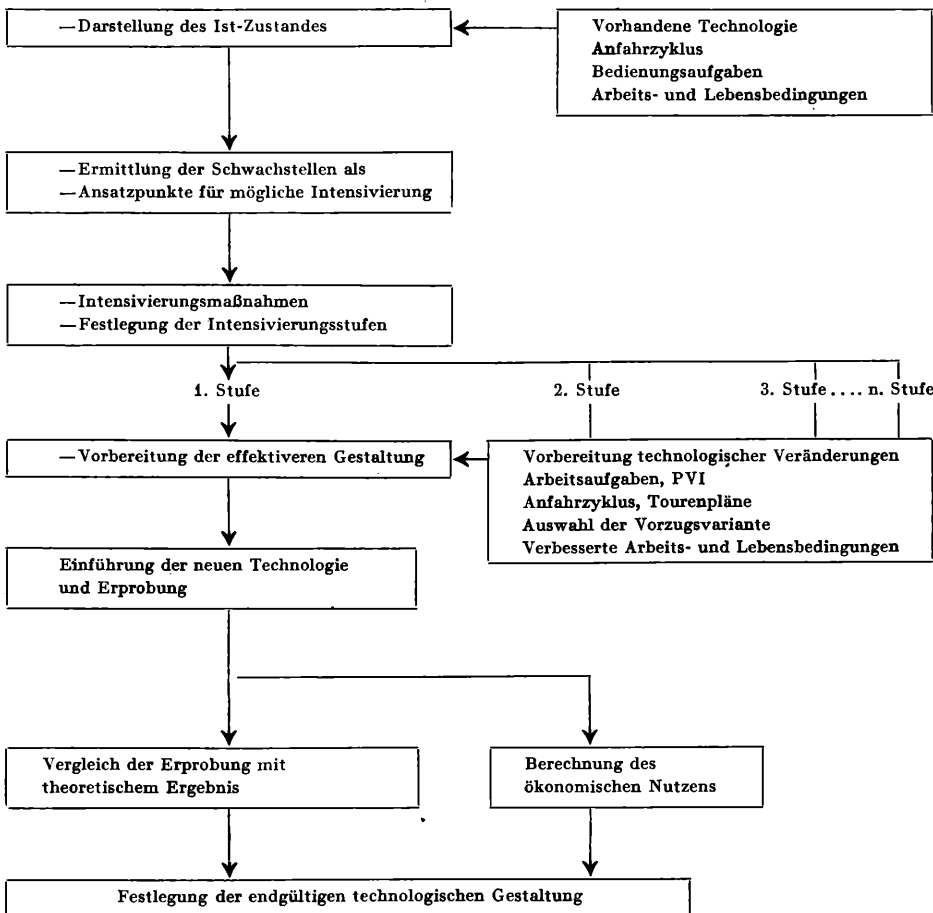 —Darstellung des Ist-Zustandes
Vorhandene Technologie
Anfahrzyklus
Bedienungsaufgaben
Arbeits- und Lebensbedingungen
—Ermittlung der Schwachstellen als
—Ansatzpunkte für mögliche Intensivierung
—Intensivierungsmaßnahmen
—Festlegung der Intensivierungsstufen
1. Stufe 2. Stufe 3. Stufe.... n. Stufe
—Vorbereitung der effektiveren Gestaltung
Vorbereitung technologischer Veränderungen
Arbeitsaufgaben, PVI
Anfahrzyklus, Tourenpläne
Auswahl der Vorzugsvariante
Verbesserte Arbeits- und Lebensbedingungen
Einführung der neuen Technologie
und Erprobung
Vergleich der Erprobung mit
theoretischem Ergebnis
Berechnung des
ökonomischen Nutzens
Festlegung der endgültigen technologischen Gestaltung